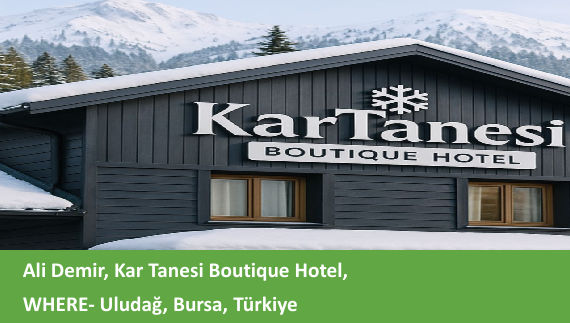 KarTanesi
BOUTIQUE HOTEL
Ali Demir, Kar Tanesi Boutique Hotel,
WHERE- Uludağ, Bursa, Türkiye